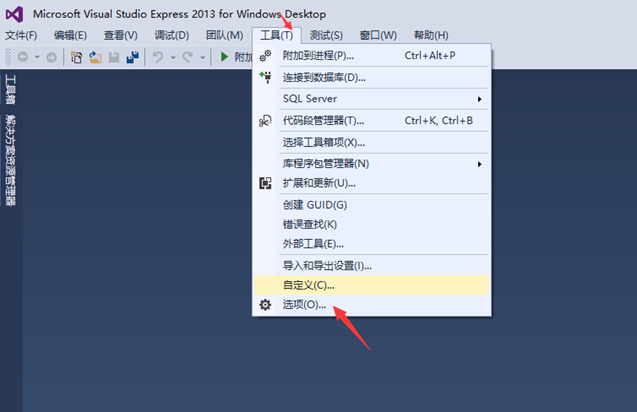 Microsoft Visual Studio Express 2013 for Windows Desktop
文件(F) 编辑(E) 查看(V) 调试(D) 团队(M) 工具(T) 测试(S) 窗口(W) 帮助(H)
附加
工具箱
解决方案资源管理器
附加到进程(P)... Ctrl+Alt+P
连接到数据库(D)...
SQL Server
代码段管理器(T)... Ctrl+K, Ctrl+B
选择工具箱项(X)...
库程序包管理器(N)
扩展和更新(U)...
创建 GUID(G)
错误查找(K)
外部工具(E)...
导入和导出设置(I)...
自定义(C)...
选项(O)...